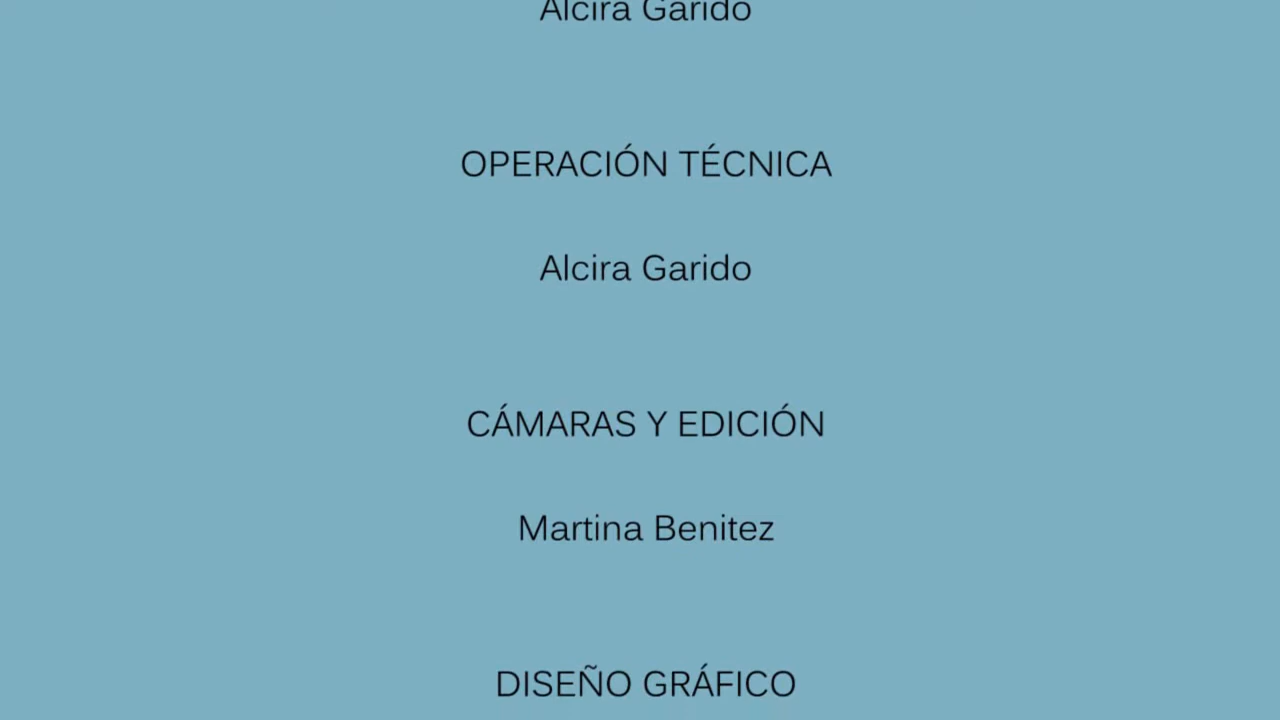 Alcira Garido
OPERACIÓN TÉCNICA
Alcira Garido
CÁMARAS Y EDICIÓN
Martina Benitez
DISEÑO GRÁFICO